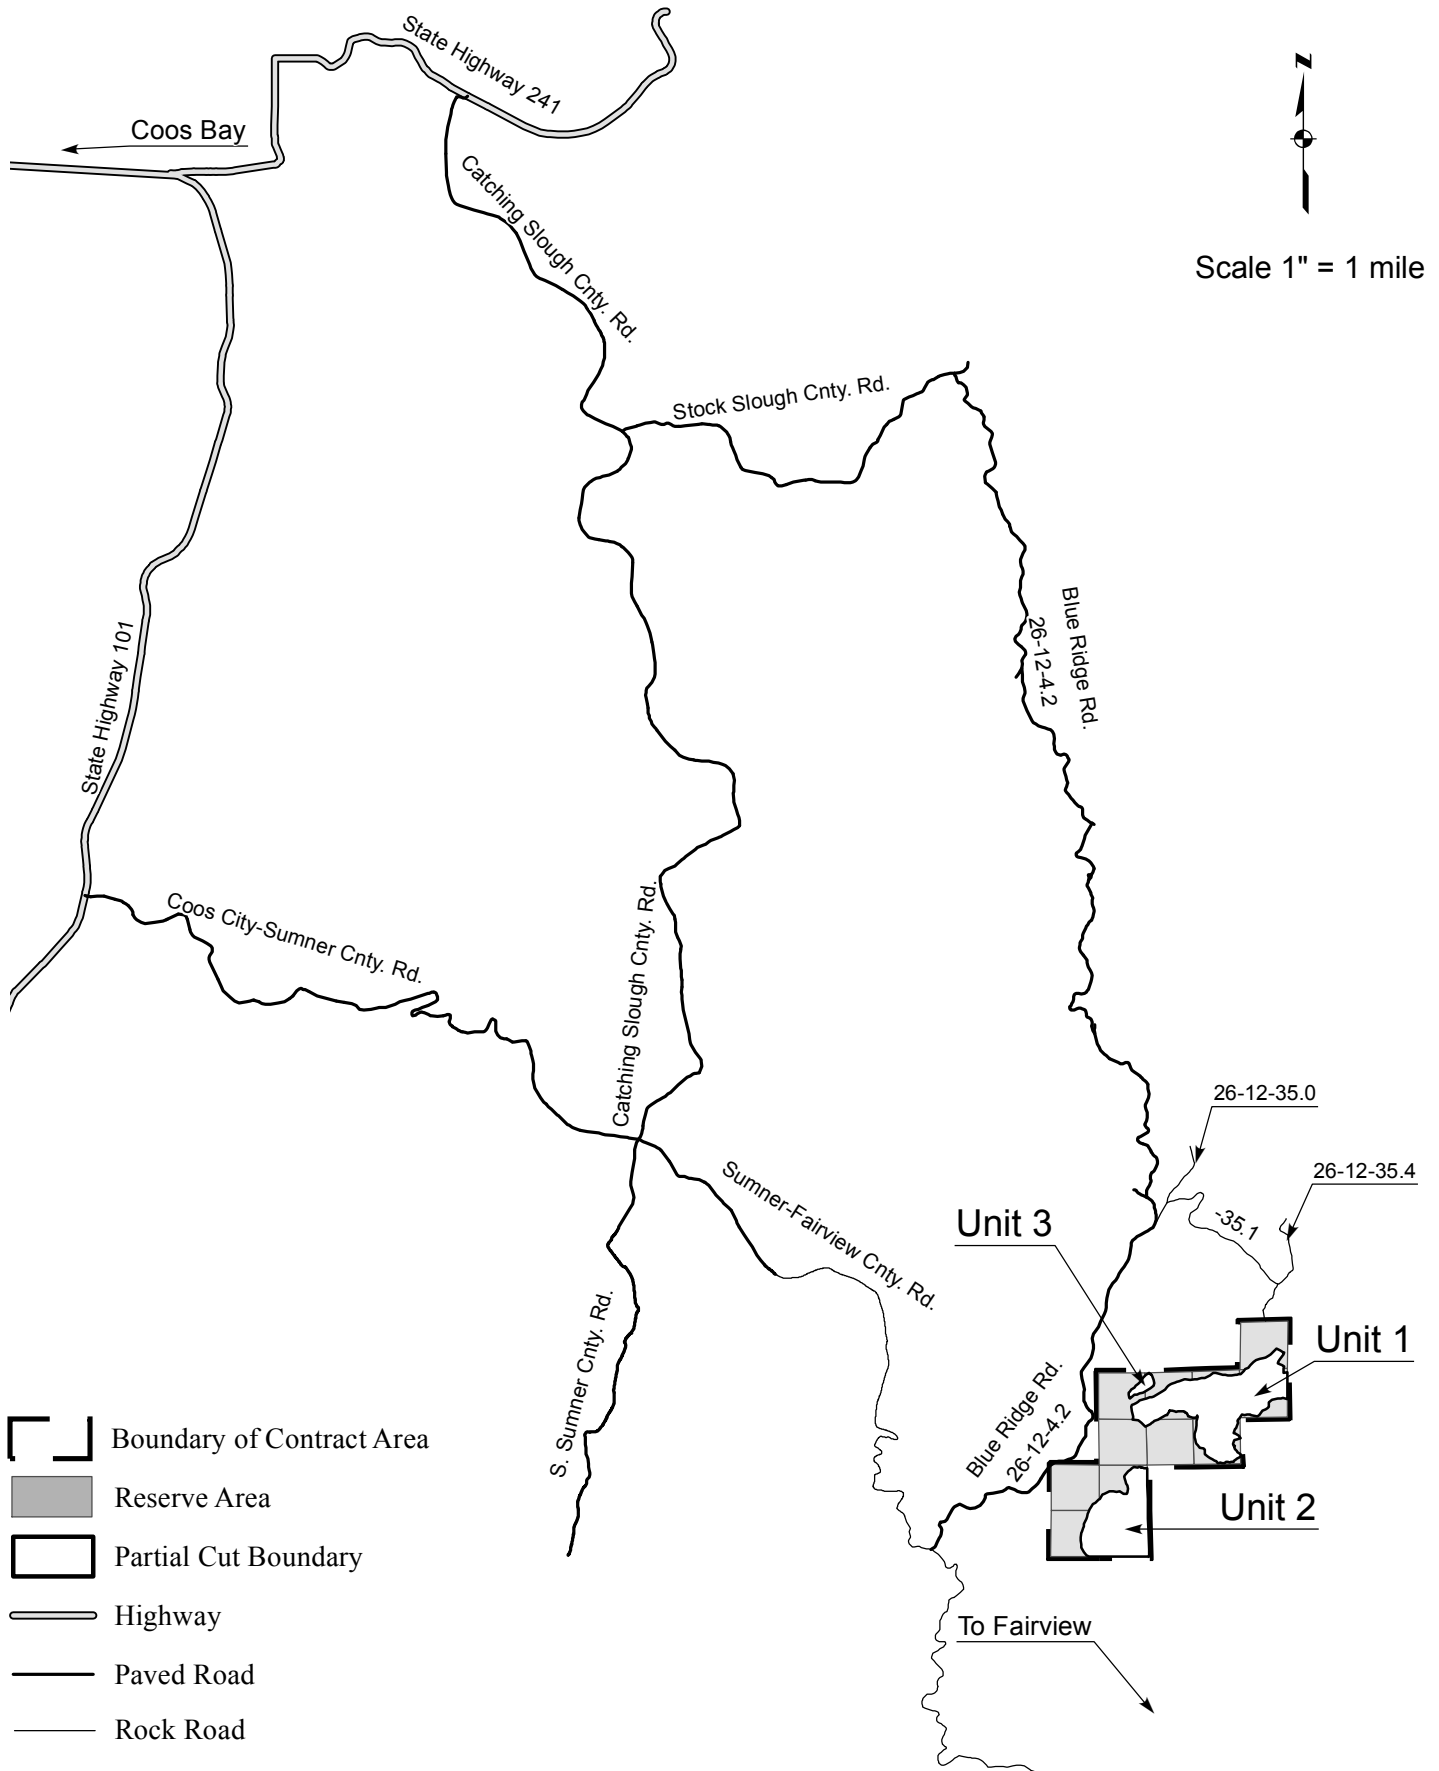 State Highway 241
Z
Coos Bay
Catching Slough Cnty. Rd.
Scale 1" = 1 mile
Stock Slough Cnty. Rd.
Blue Ridge Rd.
26-12-4.2
State Highway 101
Coos City-Sumner Cnty. Rd.
Catching Slough Cnty. Rd.
26-12-35.0
26-12-35.4
Sumner-Fairview Cnty. Rd.
Unit 3
-35.1
Unit 1
S. Sumner Cnty. Rd.
Blue Ridge Rd.
26-12-4.2
Unit 2
To Fairview
Boundary of Contract Area
Reserve Area
Partial Cut Boundary
Highway
Paved Road
Rock Road